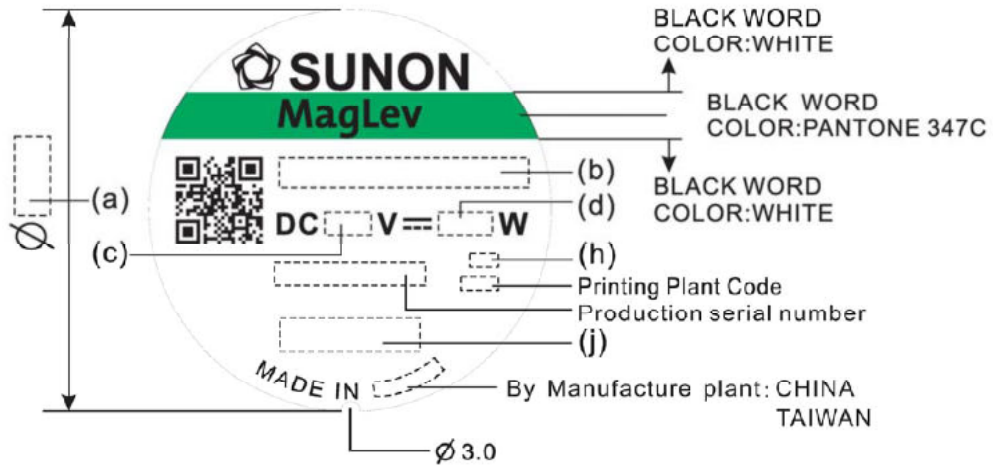 BLACK WORD
COLOR:WHITE
SUNON
MagLev
BLACK WORD
COLOR:PANTONE 347C
(a)
(b)
BLACK WORD
COLOR:WHITE
DC V W
(d)
(c)
(h)
Ø
Printing Plant Code
Production serial number
(j)
MADE IN
By Manufacture plant: CHINA
TAIWAN
Ø 3.0